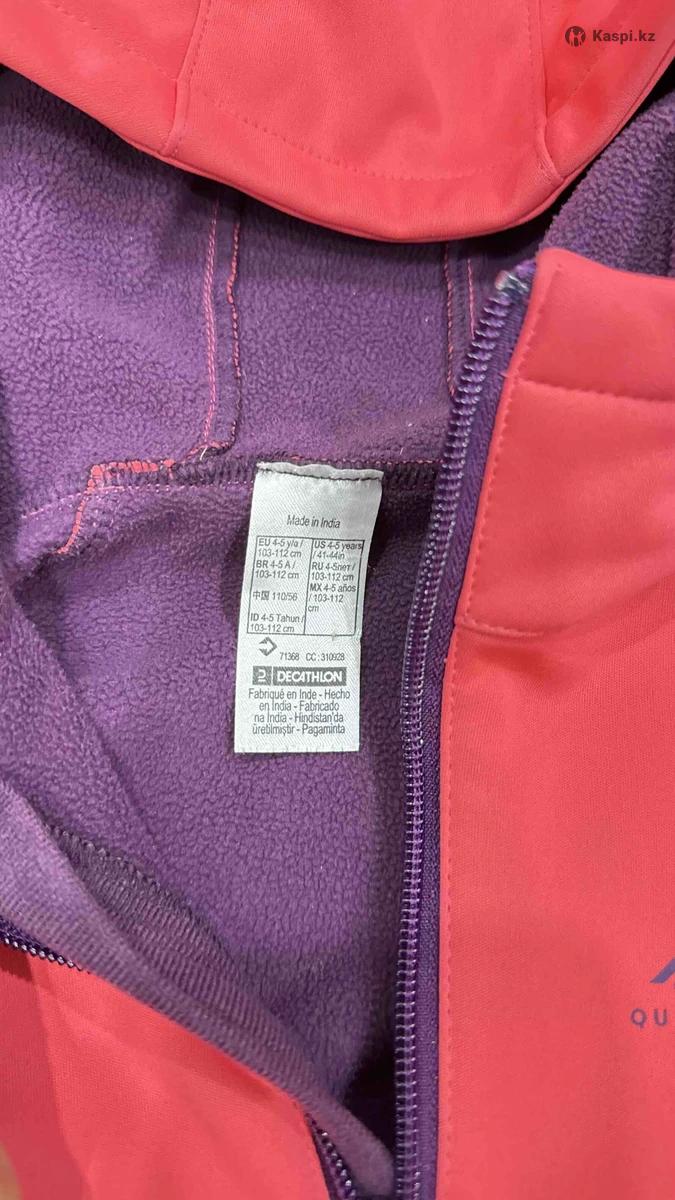 Kaspi.kz
Made in India
EU 4-5 y/a /
103-112 cm
BR 4-5 A /
103-112 cm
中国 110/56
ID 4-5 Tahun /
103-112 cm
US 4-5 years
/ 41-44in
RU 4-5лет /
103-112 cm
MX 4-5 años
/ 103-112
cm
71368 CC : 310928
DECATHLON
Fabriqué en Inde - Hecho
en India - Fabricado
na Índia - Hindistan'da
üretilmiştir - Pagaminta
QU